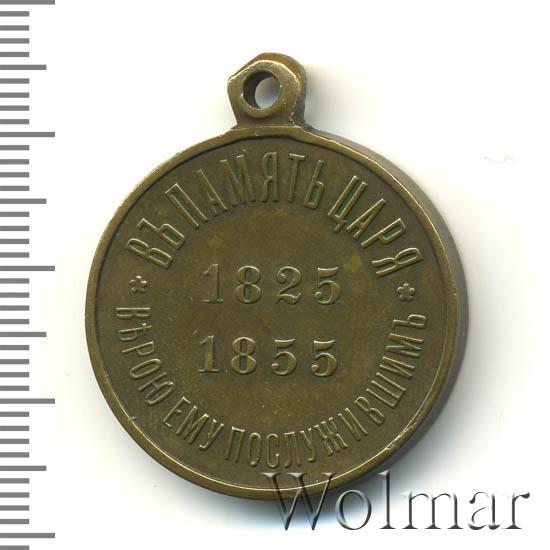 ВЪ ПАМЯТЬ ЦАРЯ
1825
1855
* ВѢРОЮ ЕМУ ПОСЛУЖИВШИМЪ *
Wolmar